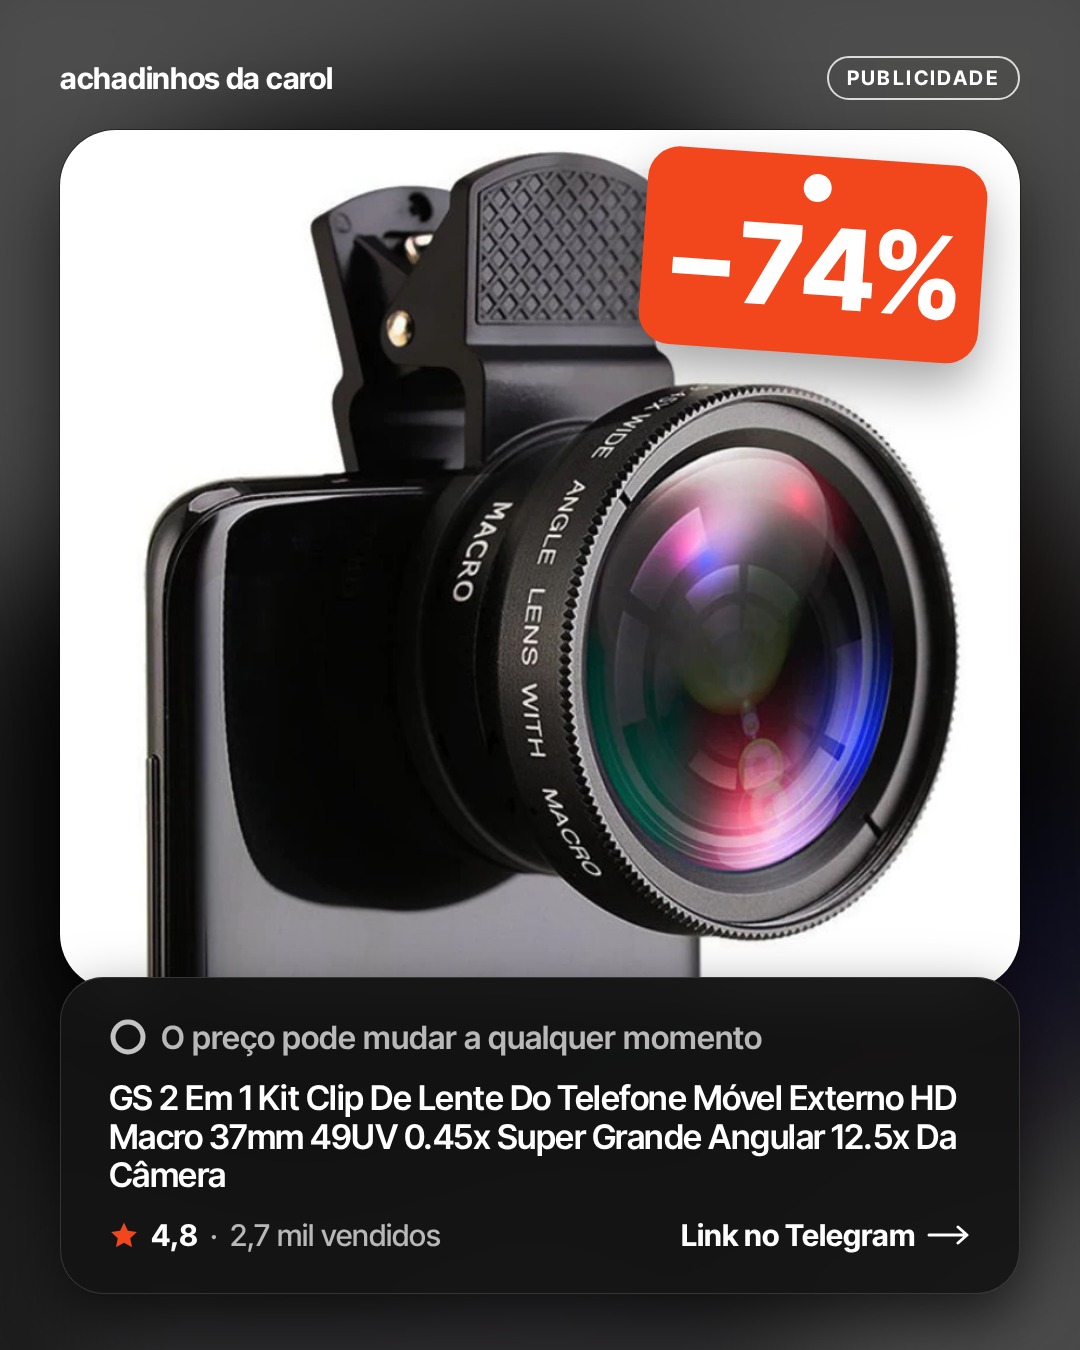 achadinhos da carol
PUBLICIDADE
−74%
0.45X WIDE ANGLE LENS WITH MACRO
MACRO
O preço pode mudar a qualquer momento
GS 2 Em 1 Kit Clip De Lente Do Telefone Móvel Externo HD
Macro 37mm 49UV 0.45x Super Grande Angular 12.5x Da
Câmera
4,8 · 2,7 mil vendidos
Link no Telegram →